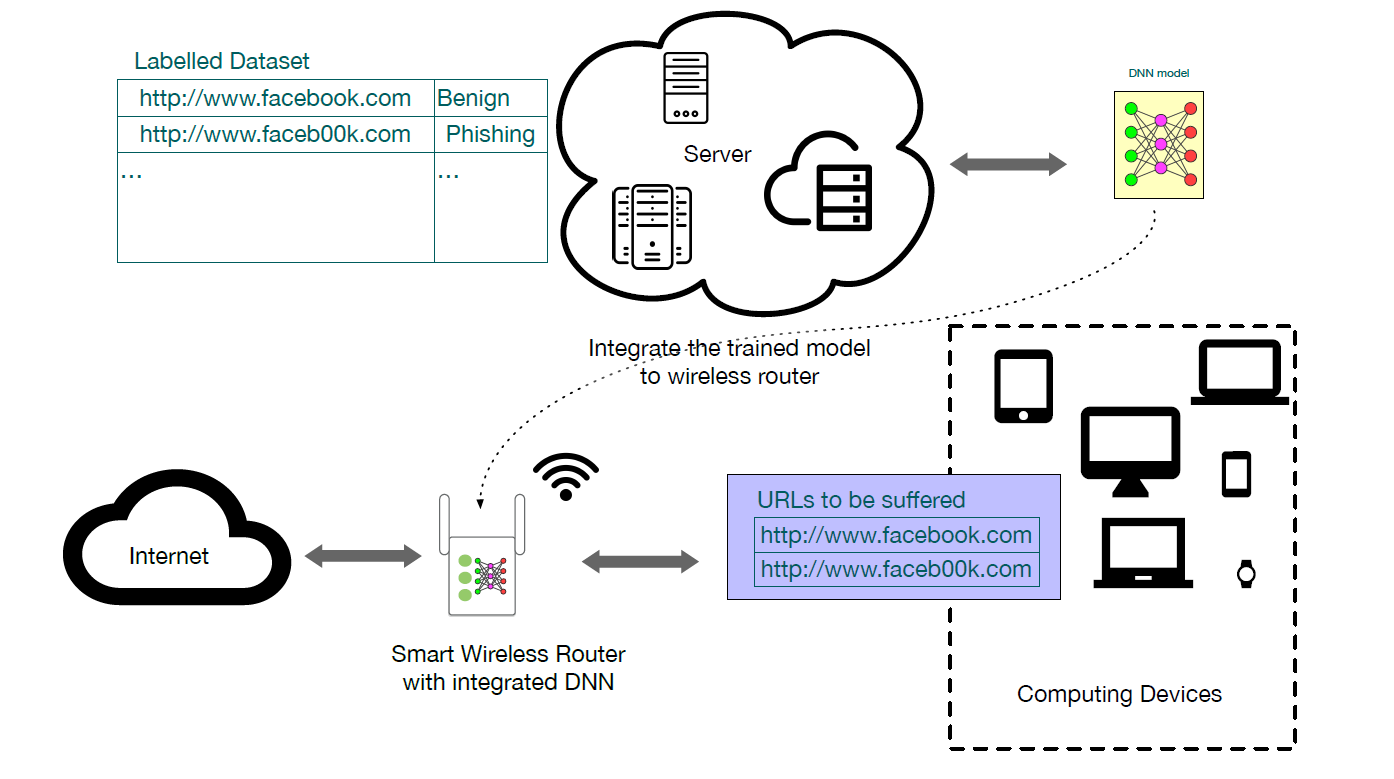 Labelled Dataset
http://www.facebook.com Benign
http://www.faceb00k.com Phishing
... ...
Server
DNN model
Integrate the trained model
to wireless router
Internet
Smart Wireless Router
with integrated DNN
URLs to be suffered
http://www.facebook.com
http://www.faceb00k.com
Computing Devices